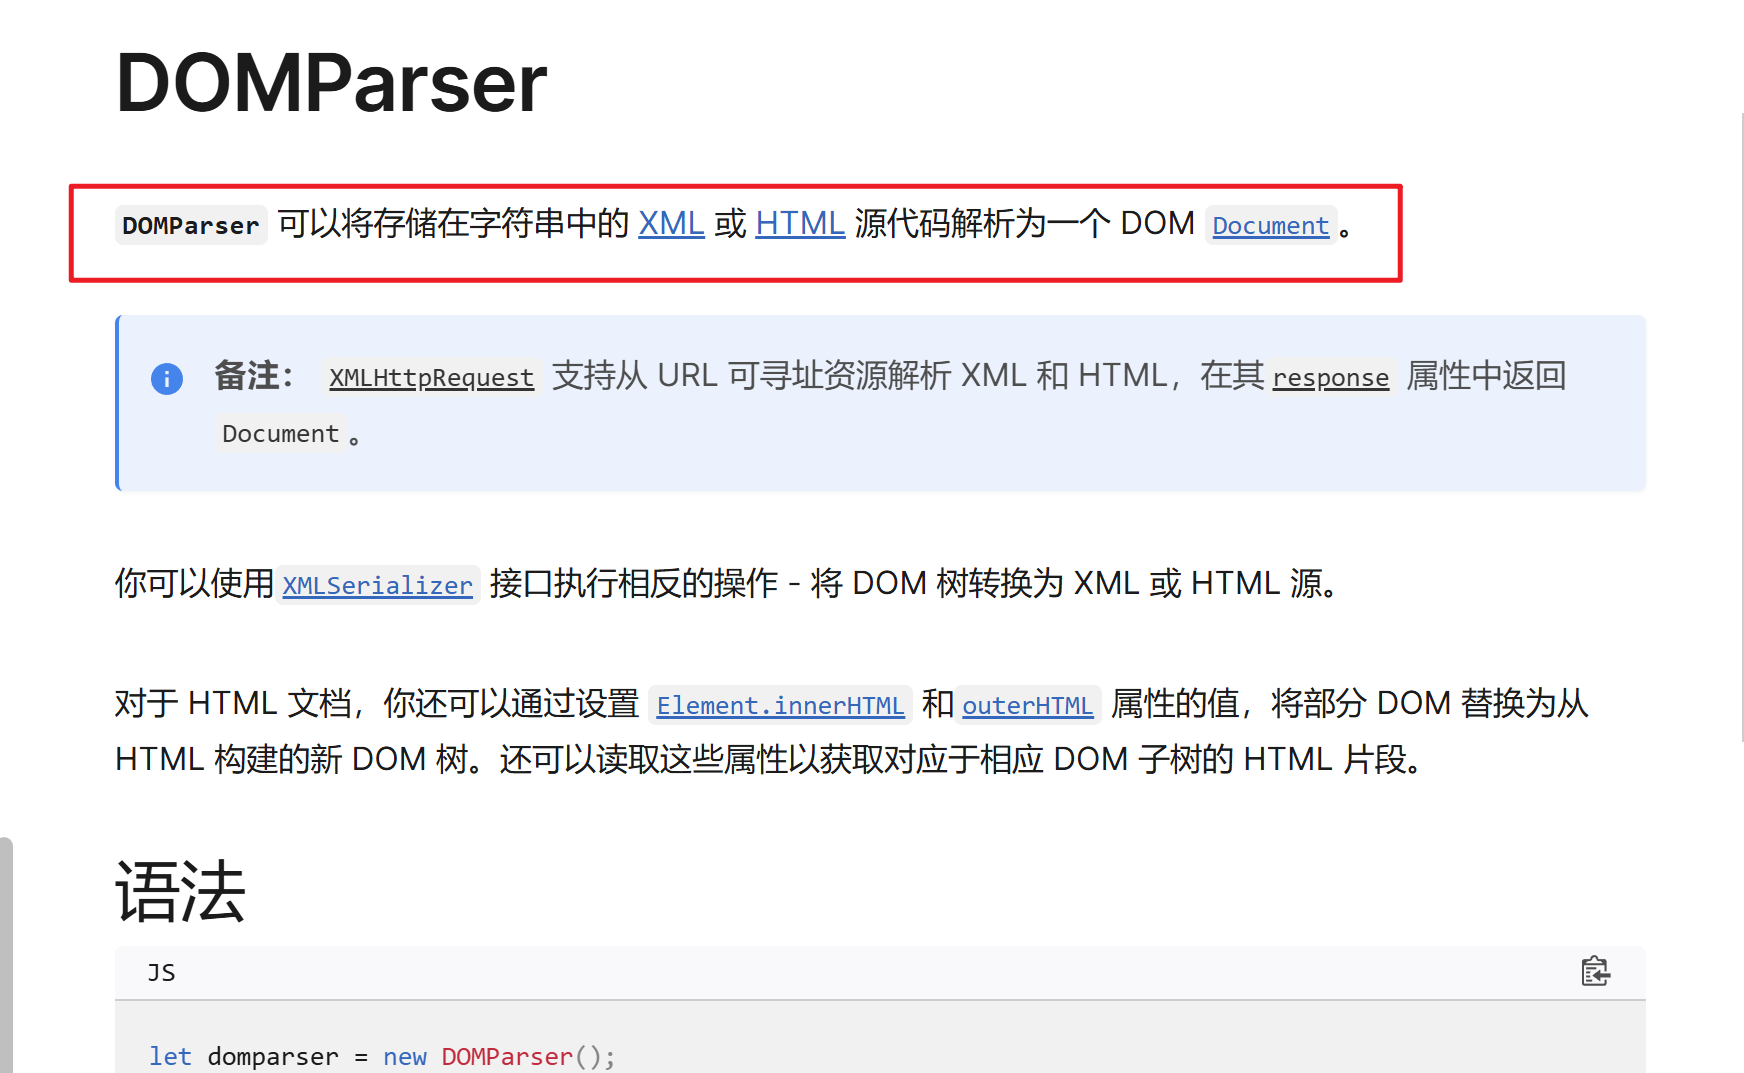 DOMParser
DOMParser 可以将存储在字符串中的 XML 或 HTML 源代码解析为一个 DOM Document。
备注： XMLHttpRequest 支持从 URL 可寻址资源解析 XML 和 HTML，在其 response 属性中返回
Document。
你可以使用 XMLSerializer 接口执行相反的操作 - 将 DOM 树转换为 XML 或 HTML 源。
对于 HTML 文档，你还可以通过设置 Element.innerHTML 和 outerHTML 属性的值，将部分 DOM 替换为从
HTML 构建的新 DOM 树。还可以读取这些属性以获取对应于相应 DOM 子树的 HTML 片段。
语法
JS
let domparser = new DOMParser();